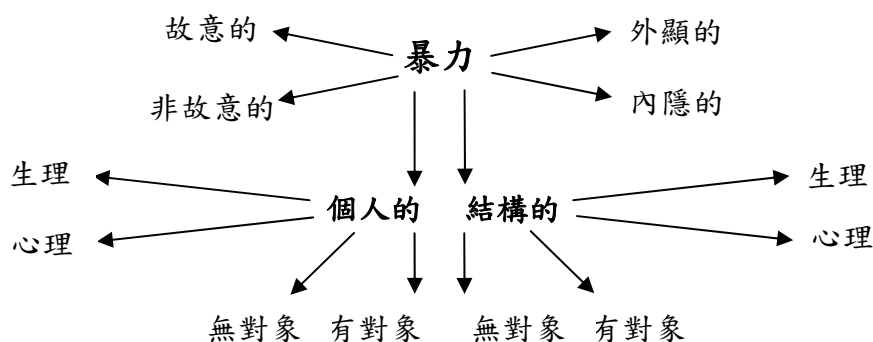 故意的
暴力
外顯的
非故意的
內隱的
生理
生理
個人的
結構的
心理
心理
無對象
有對象
無對象
有對象